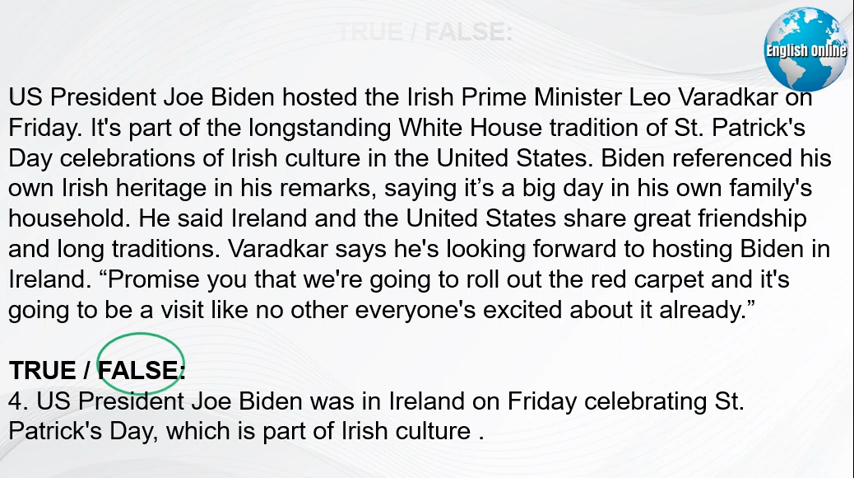 TRUE / FALSE:
English Online
US President Joe Biden hosted the Irish Prime Minister Leo Varadkar on
Friday. It's part of the longstanding White House tradition of St. Patrick's
Day celebrations of Irish culture in the United States. Biden referenced his
own Irish heritage in his remarks, saying it’s a big day in his own family's
household. He said Ireland and the United States share great friendship
and long traditions. Varadkar says he's looking forward to hosting Biden in
Ireland. “Promise you that we're going to roll out the red carpet and it's
going to be a visit like no other everyone's excited about it already.”
TRUE / FALSE:
4. US President Joe Biden was in Ireland on Friday celebrating St.
Patrick's Day, which is part of Irish culture .